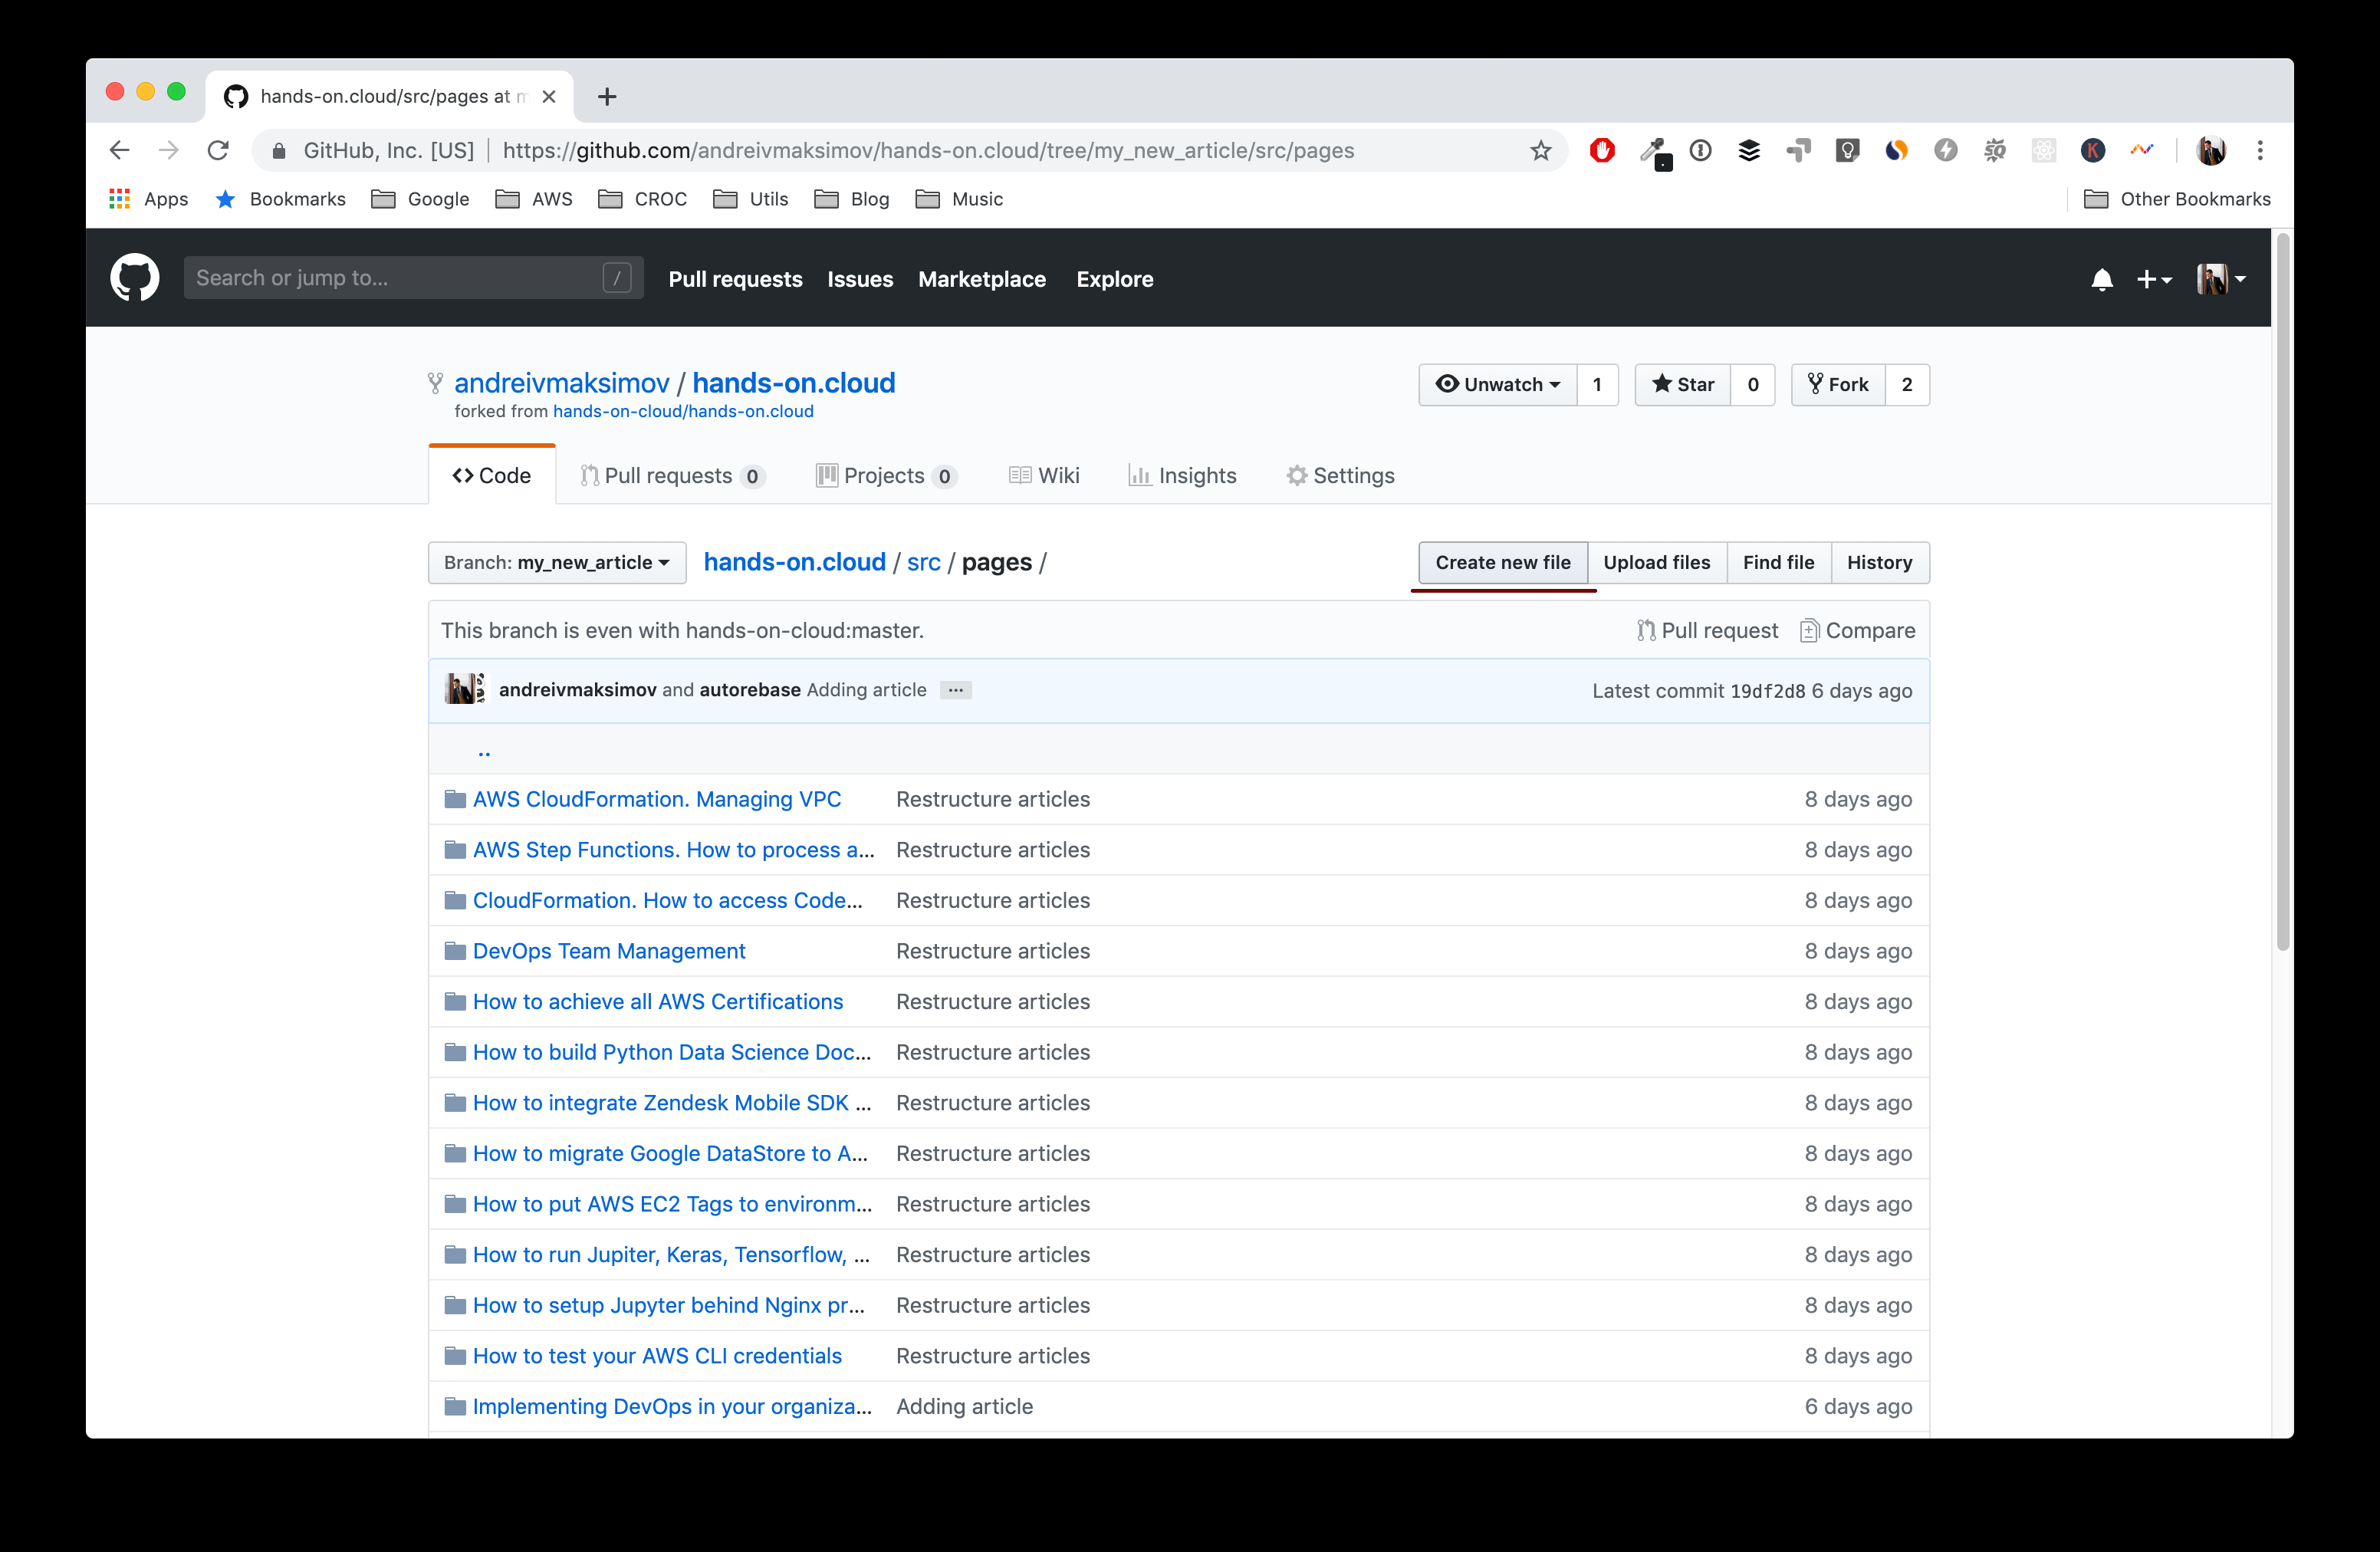 hands-on.cloud/src/pages at m
GitHub, Inc. [US] | https://github.com/andreivmaksimov/hands-on.cloud/tree/my_new_article/src/pages
Apps Bookmarks Google AWS CROC Utils Blog Music Other Bookmarks
Search or jump to... / Pull requests Issues Marketplace Explore
andreivmaksimov / hands-on.cloud Unwatch 1 Star 0 Fork 2
forked from hands-on-cloud/hands-on.cloud
Code Pull requests 0 Projects 0 Wiki Insights Settings
Branch: my_new_article hands-on.cloud / src / pages / Create new file Upload files Find file History
This branch is even with hands-on-cloud:master. Pull request Compare
andreivmaksimov and autorebase Adding article ... Latest commit 19df2d8 6 days ago
..
AWS CloudFormation. Managing VPC Restructure articles 8 days ago
AWS Step Functions. How to process a... Restructure articles 8 days ago
CloudFormation. How to access Code... Restructure articles 8 days ago
DevOps Team Management Restructure articles 8 days ago
How to achieve all AWS Certifications Restructure articles 8 days ago
How to build Python Data Science Doc... Restructure articles 8 days ago
How to integrate Zendesk Mobile SDK ... Restructure articles 8 days ago
How to migrate Google DataStore to A... Restructure articles 8 days ago
How to put AWS EC2 Tags to environm... Restructure articles 8 days ago
How to run Jupiter, Keras, Tensorflow, ... Restructure articles 8 days ago
How to setup Jupyter behind Nginx pr... Restructure articles 8 days ago
How to test your AWS CLI credentials Restructure articles 8 days ago
Implementing DevOps in your organiza... Adding article 6 days ago